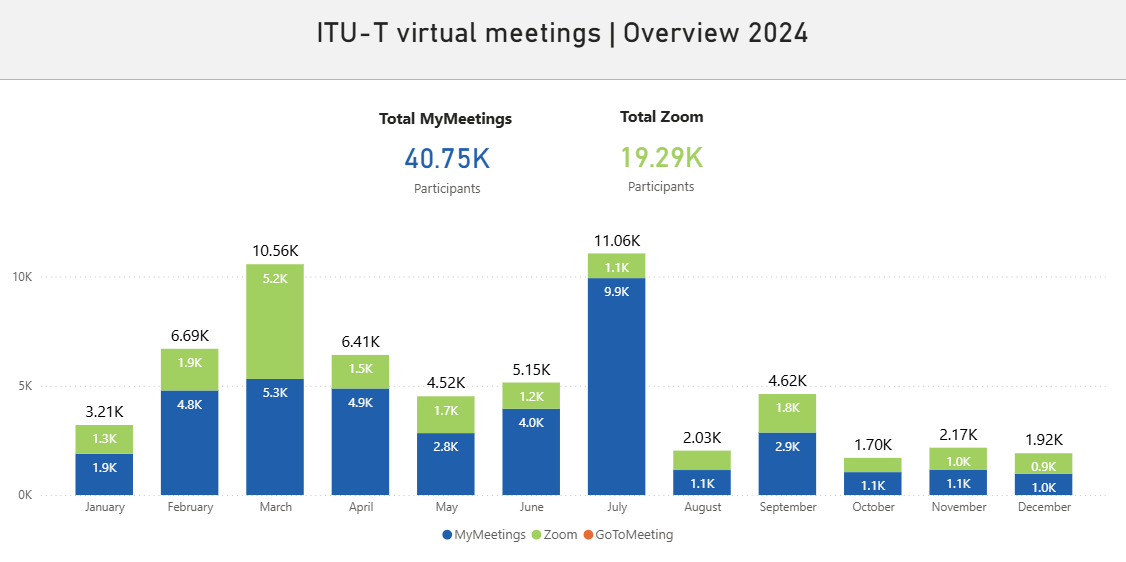 ITU-T virtual meetings | Overview 2024
Total MyMeetings
Total Zoom
40.75K
19.29K
Participants
Participants
11.06K
10.56K
1.1K
10K
5.2K
9.9K
6.69K
6.41K
1.9K
1.5K
5.15K
4.62K
5K
4.52K
5.3K
1.2K
4.8K
4.9K
3.21K
1.7K
4.0K
1.8K
1.3K
2.03K
2.17K
2.8K
2.9K
1.70K
1.92K
1.9K
1.0K
0.9K
1.1K
1.1K
1.1K
1.0K
0K
January February March April May June July August September October November December
MyMeetings Zoom GoToMeeting